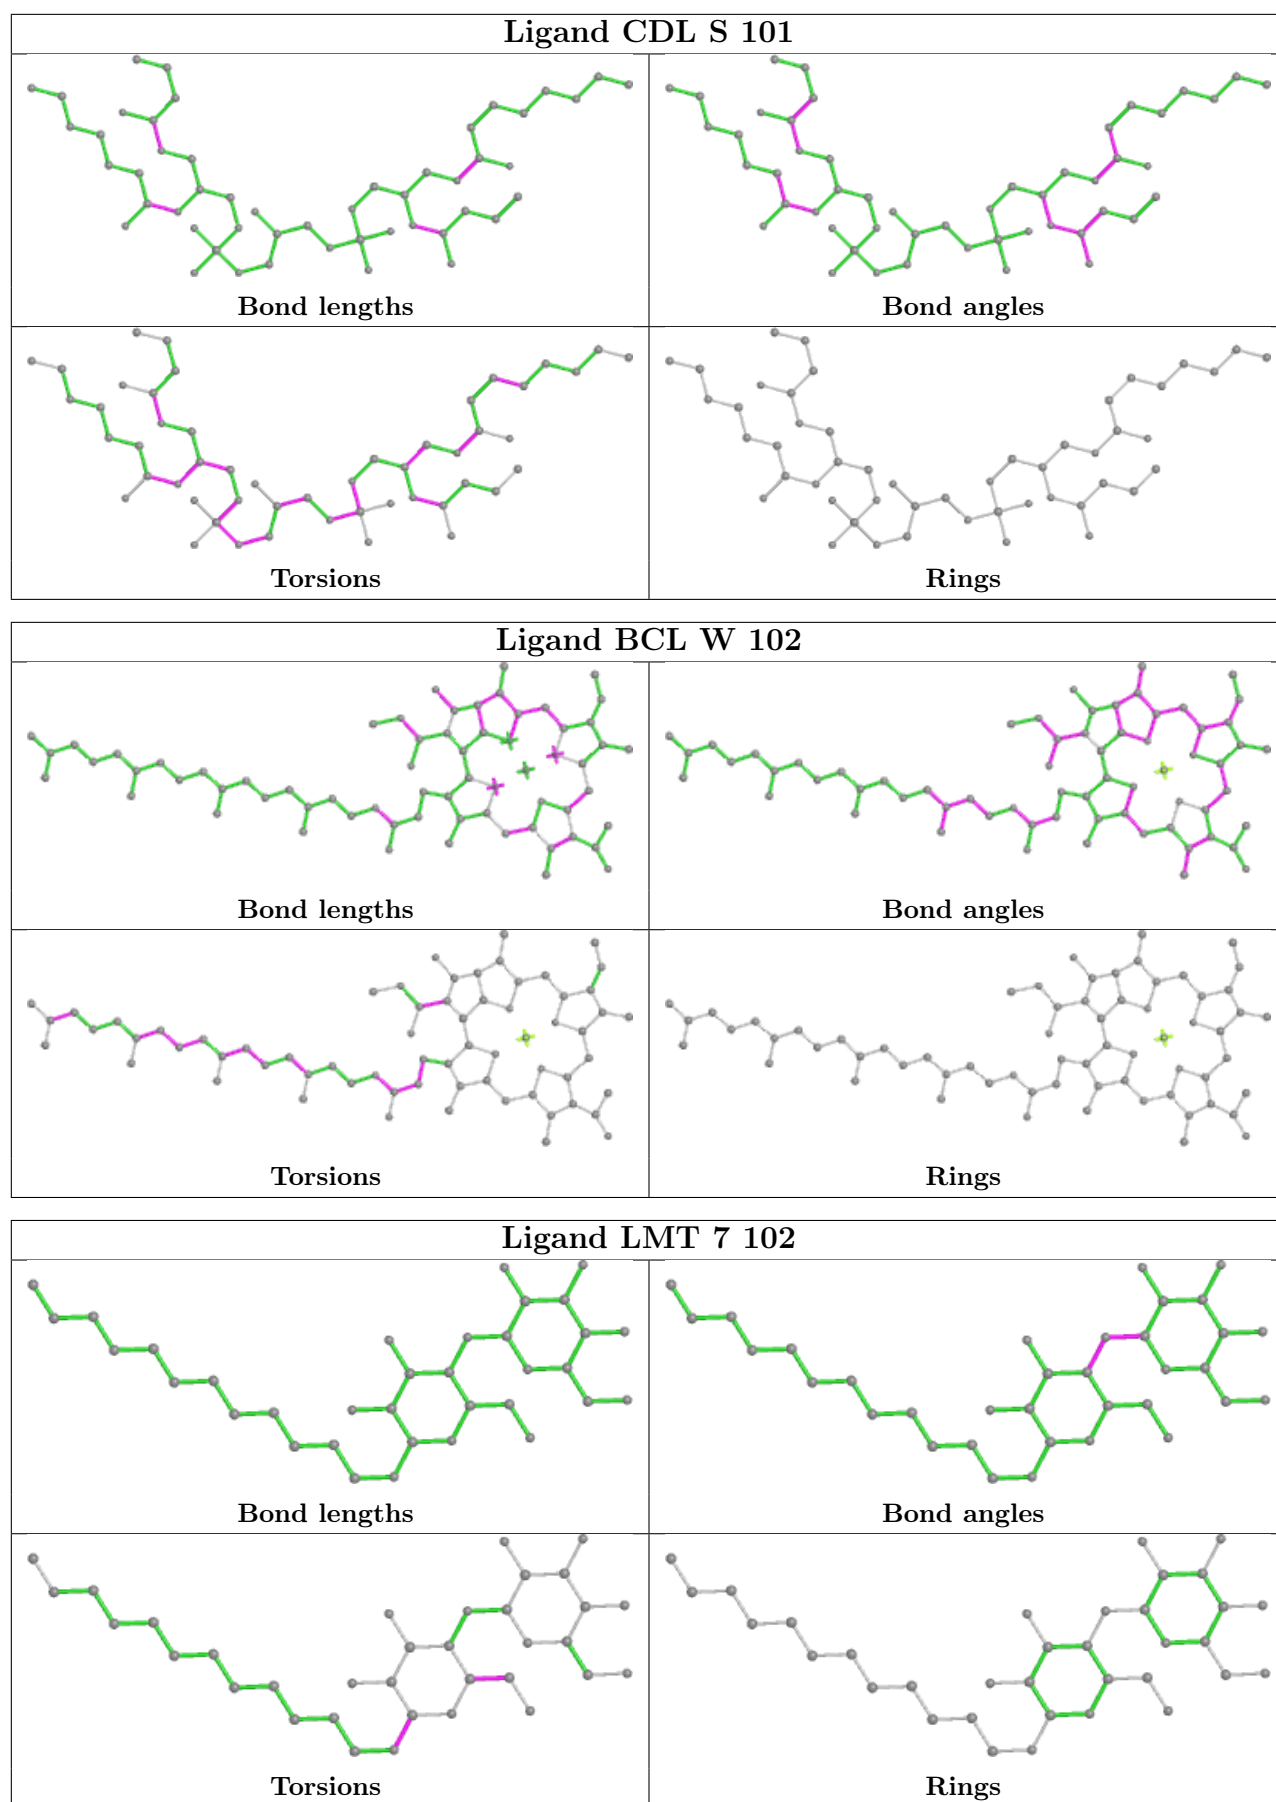 Ligand CDL S 101
Bond lengths
Bond angles
Torsions
Rings
Ligand BCL W 102
Bond lengths
Bond angles
Torsions
Rings
Ligand LMT 7 102
Bond lengths
Bond angles
Torsions
Rings